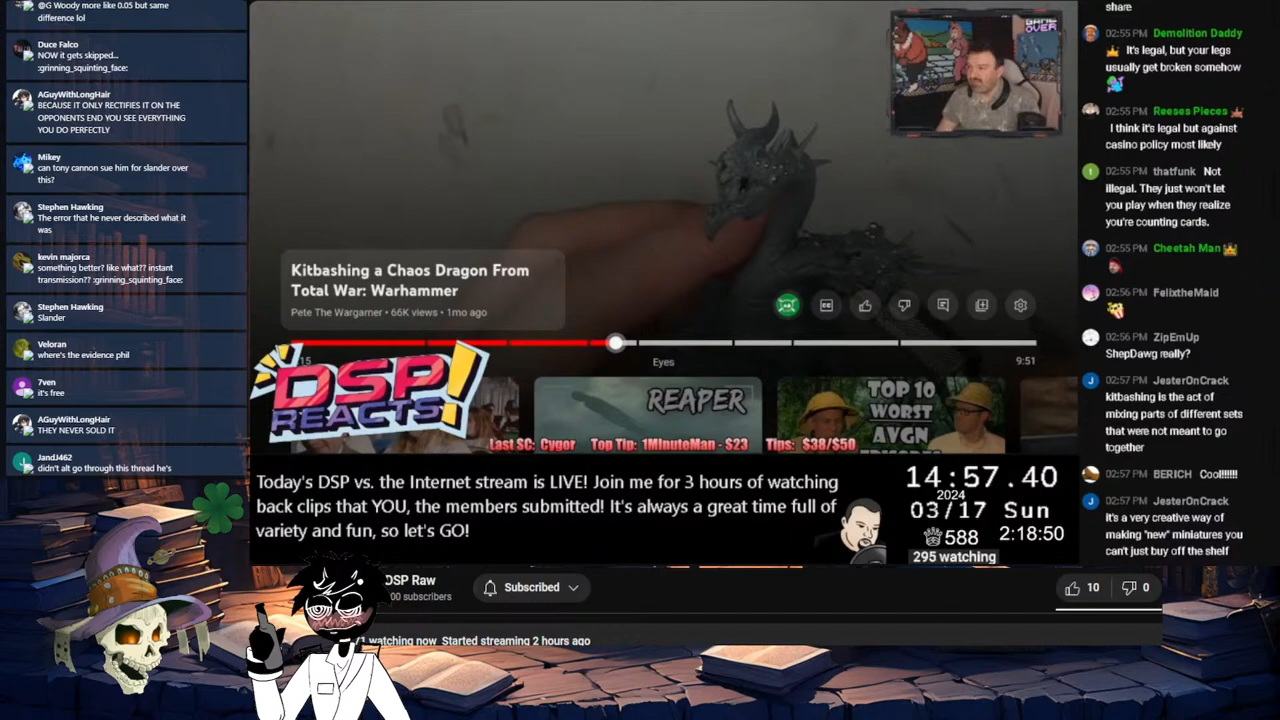 @G Woody more like 0.05 but same
difference lol
Duce Falco
NOW it gets skipped...
:grinning_squinting_face:
AGuyWithLongHair
BECAUSE IT ONLY RECTIFIES IT ON THE
OPPONENTS END YOU SEE EVERYTHING
YOU DO PERFECTLY
Mikey
can tony cannon sue him for slander over
this?
Stephen Hawking
The error that he never described what it
was
kevin majorca
something better? like what?? instant
transmission?? :grinning_squinting_face:
Stephen Hawking
Slander
Veloran
where's the evidence phil
7ven
it's free
AGuyWithLongHair
THEY NEVER SOLD IT
JandJ462
didn't alt go through this thread he's
GAME
OVER
Kitbashing a Chaos Dragon From
Total War: Warhammer
Pete The Wargamer • 66K views • 1mo ago
CC
:15
Eyes
9:51
DSP
REACTS!
REAPER
TOP 10
WORST
AVGN
Last SC: Cygor Top Tip: 1MinuteMan - $23 Tips: $38/$50
Today's DSP vs. the Internet stream is LIVE! Join me for 3 hours of watching
back clips that YOU, the members submitted! It's always a great time full of
variety and fun, so let's GO!
14:57.40
2024
03/17 Sun
588
2:18:50
295 watching
DSP Raw
00 subscribers
Subscribed
10
0
1 watching now Started streaming 2 hours ago
share
02:55 PM Demolition Daddy
It's legal, but your legs
usually get broken somehow
02:55 PM Reeses Pieces
I think it's legal but against
casino policy most likely
02:55 PM thatfunk Not
illegal. They just won't let
you play when they realize
you're counting cards.
02:55 PM Cheetah Man
02:56 PM FelixtheMaid
02:56 PM ZipEmUp
ShepDawg really?
02:57 PM JesterOnCrack
kitbashing is the act of
mixing parts of different sets
that were not meant to go
together
02:57 PM BERICH Cool!!!!!!!
02:57 PM JesterOnCrack
it's a very creative way of
making "new" miniatures you
can't just buy off the shelf